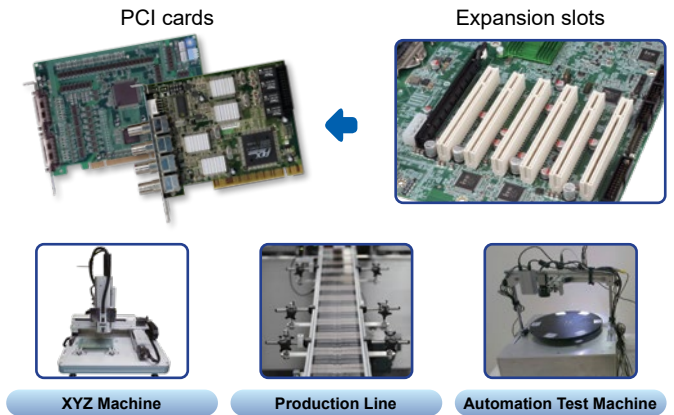 PCI cards
Expansion slots
XYZ Machine
Production Line
Automation Test Machine